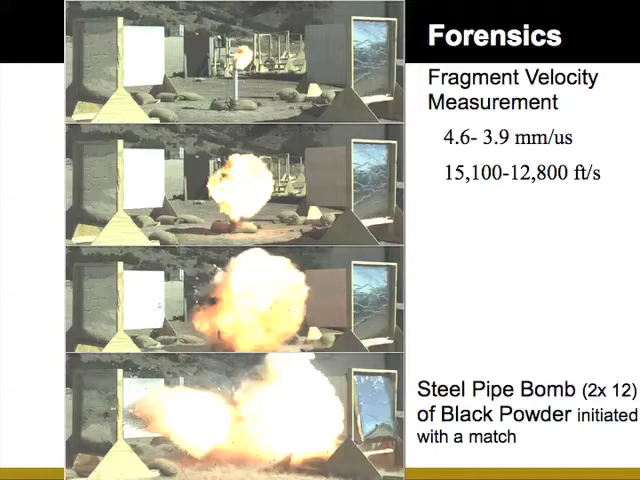 Forensics
Fragment Velocity
Measurement
4.6- 3.9 mm/us
15,100-12,800 ft/s
Steel Pipe Bomb (2x 12)
of Black Powder initiated
with a match